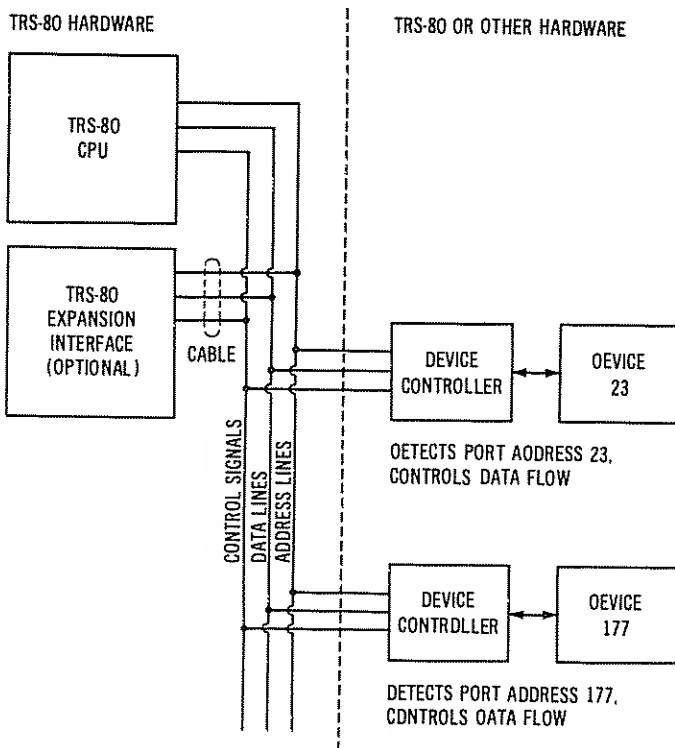 TRS-80 HARDWARE
TRS-80 OR OTHER HARDWARE
TRS-80
CPU
TRS-80
EXPANSION
INTERFACE
(OPTIONAL)
CABLE
DEVICE
CONTROLLER
OEVICE
23
OETECTS PORT AODRESS 23,
CONTROLS DATA FLOW
CONTROL SIGNALS
DATA LINES
ADDRESS LINES
DEVICE
CONTRDLLER
OEVICE
177
DETECTS PORT ADDRESS 177,
CDNTROLS OATA FLOW